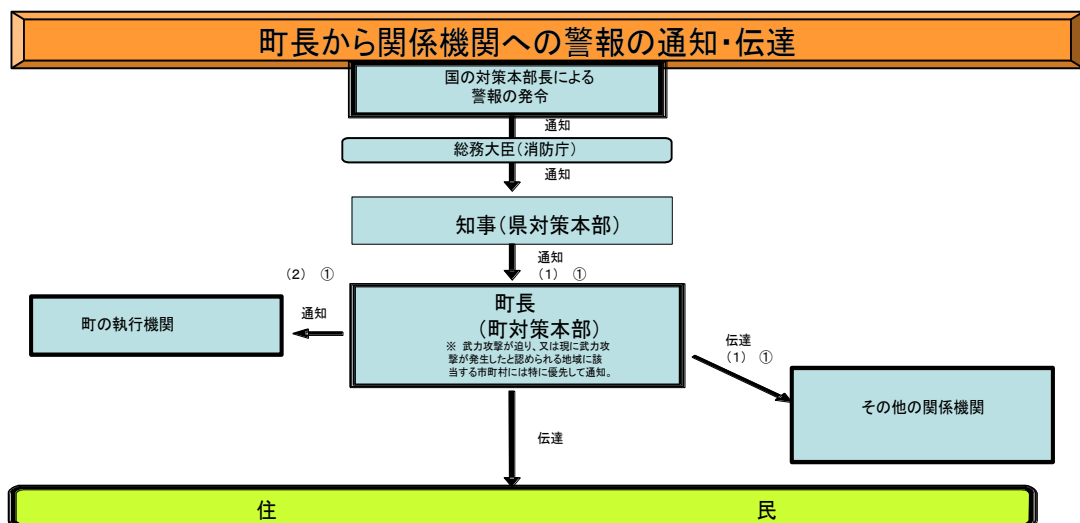 町長から関係機関への警報の通知・伝達
国の対策本部長による
警報の発令
通知
総務大臣(消防庁)
通知
知事(県対策本部)
通知
(2) ①
(1) ①
町の執行機関
通知
町長
(町対策本部)
※ 武力攻撃が迫り、又は現に武力攻
撃が発生したと認められる地域に該
当する市町村には特に優先して通知。
伝達
(1) ①
その他の関係機関
伝達
住 民